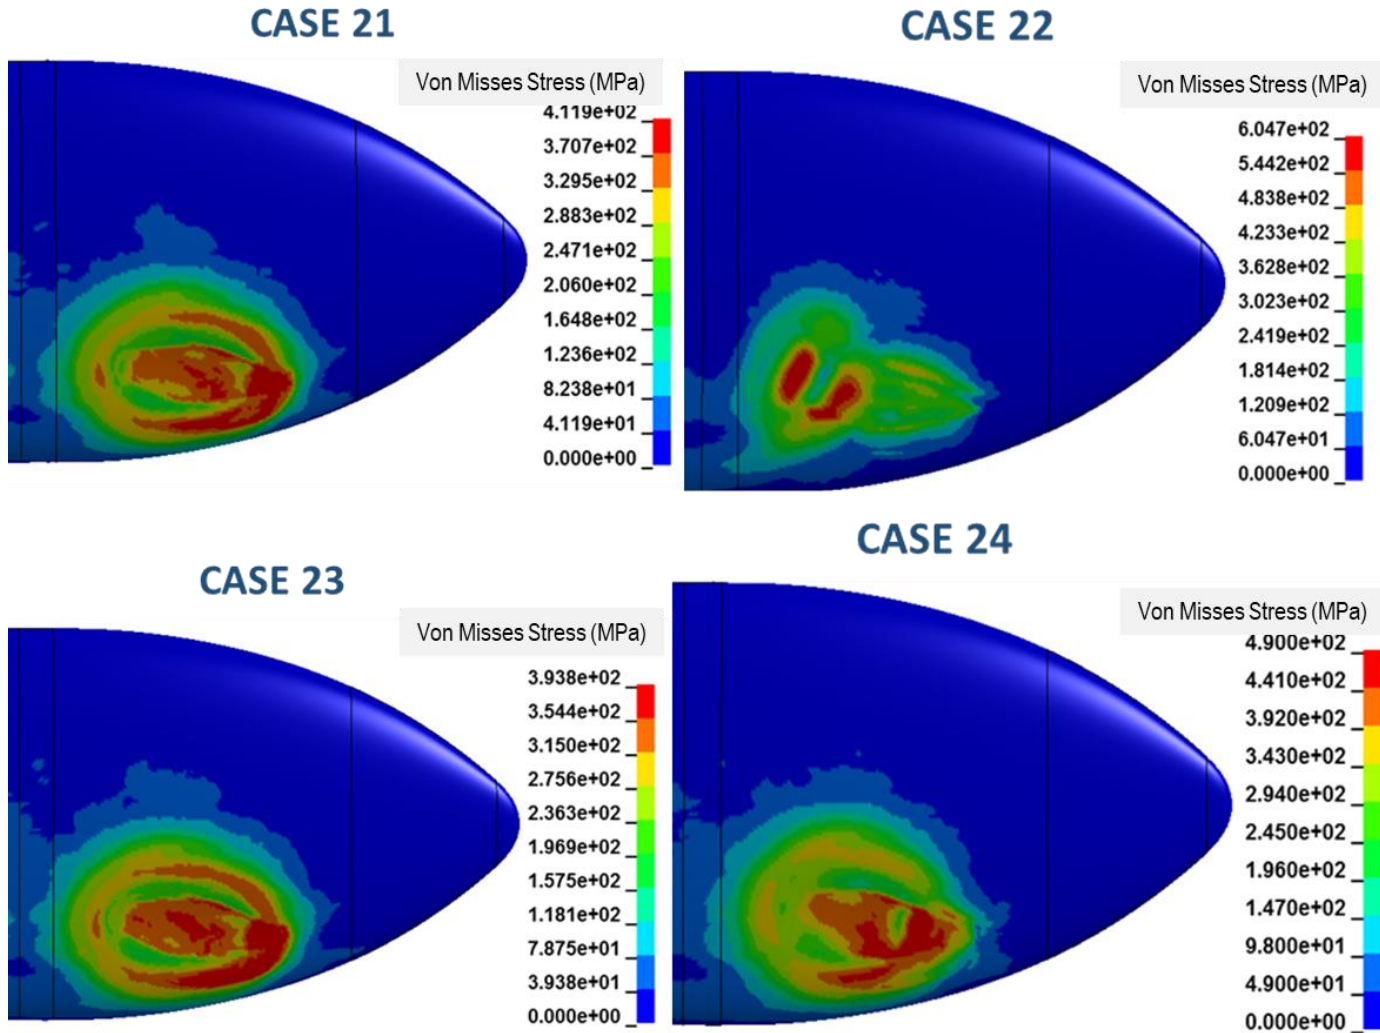 CASE 21
Von Misses Stress (MPa)
4.119e+02
3.707e+02
3.295e+02
2.883e+02
2.471e+02
2.060e+02
1.648e+02
1.236e+02
8.238e+01
4.119e+01
0.000e+00
CASE 22
Von Misses Stress (MPa)
6.047e+02
5.442e+02
4.838e+02
4.233e+02
3.628e+02
3.023e+02
2.419e+02
1.814e+02
1.209e+02
6.047e+01
0.000e+00
CASE 23
Von Misses Stress (MPa)
3.938e+02
3.544e+02
3.150e+02
2.756e+02
2.363e+02
1.969e+02
1.575e+02
1.181e+02
7.875e+01
3.938e+01
0.000e+00
CASE 24
Von Misses Stress (MPa)
4.900e+02
4.410e+02
3.920e+02
3.430e+02
2.940e+02
2.450e+02
1.960e+02
1.470e+02
9.800e+01
4.900e+01
0.000e+00